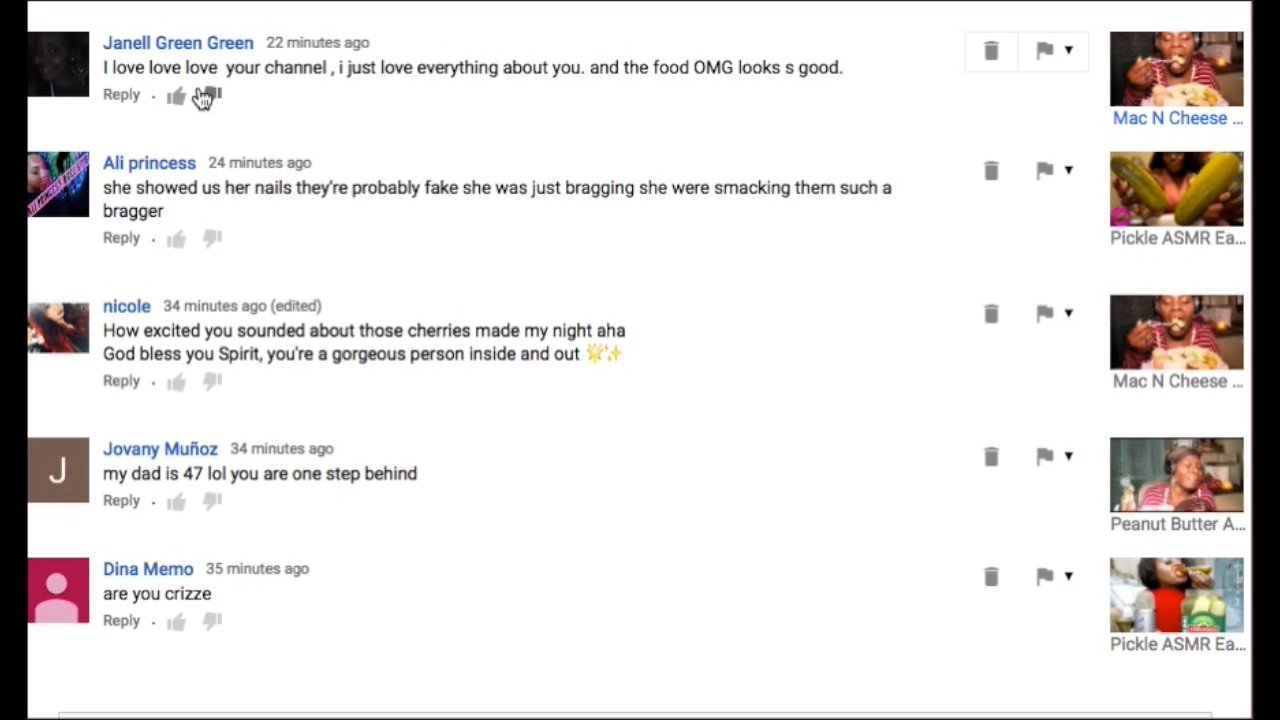 Janell Green Green 22 minutes ago
I love love love your channel , i just love everything about you. and the food OMG looks s good.
Reply
Mac N Cheese ...
Ali princess 24 minutes ago
she showed us her nails they're probably fake she was just bragging she were smacking them such a
bragger
Reply
Pickle ASMR Ea...
nicole 34 minutes ago (edited)
How excited you sounded about those cherries made my night aha
God bless you Spirit, you're a gorgeous person inside and out
Reply
Mac N Cheese ...
J
Jovany Muñoz 34 minutes ago
my dad is 47 lol you are one step behind
Reply
Peanut Butter A...
Dina Memo 35 minutes ago
are you crizze
Reply
Pickle ASMR Ea...